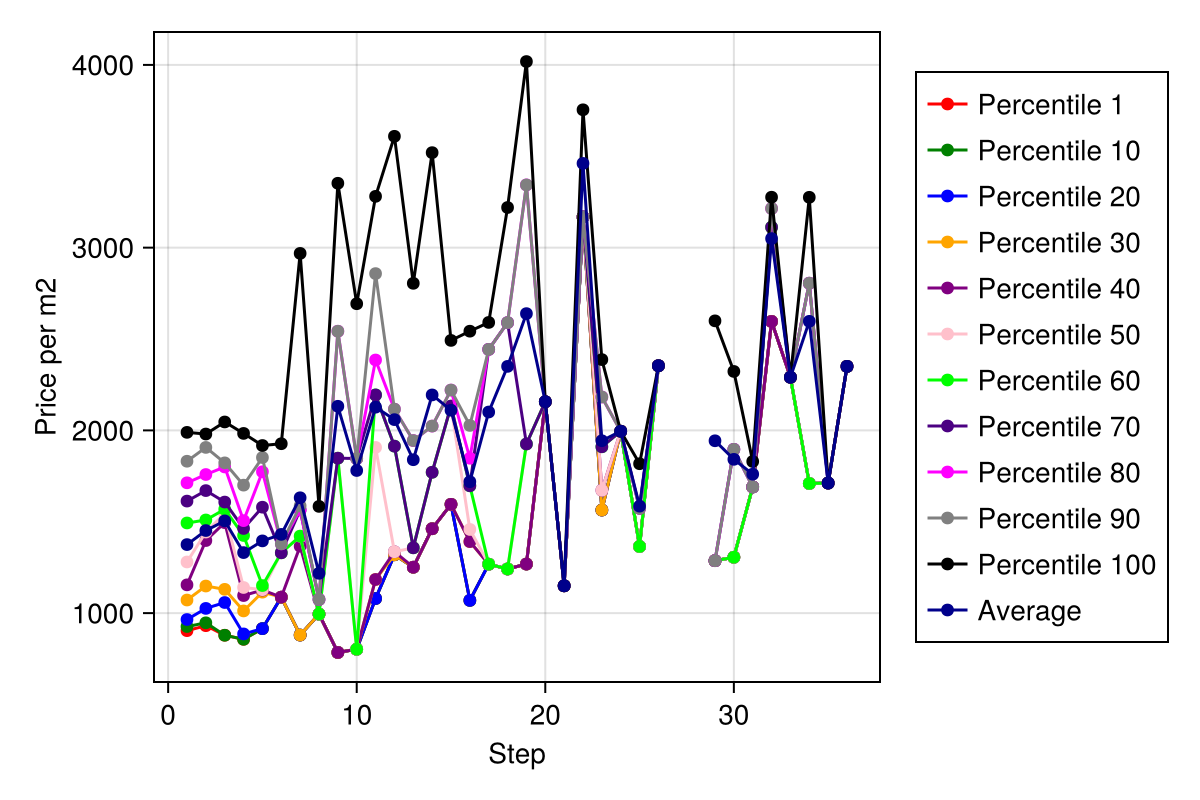 4000
3000
2000
1000
Price per m2
0 10 20 30
Step
Percentile 1
Percentile 10
Percentile 20
Percentile 30
Percentile 40
Percentile 50
Percentile 60
Percentile 70
Percentile 80
Percentile 90
Percentile 100
Average